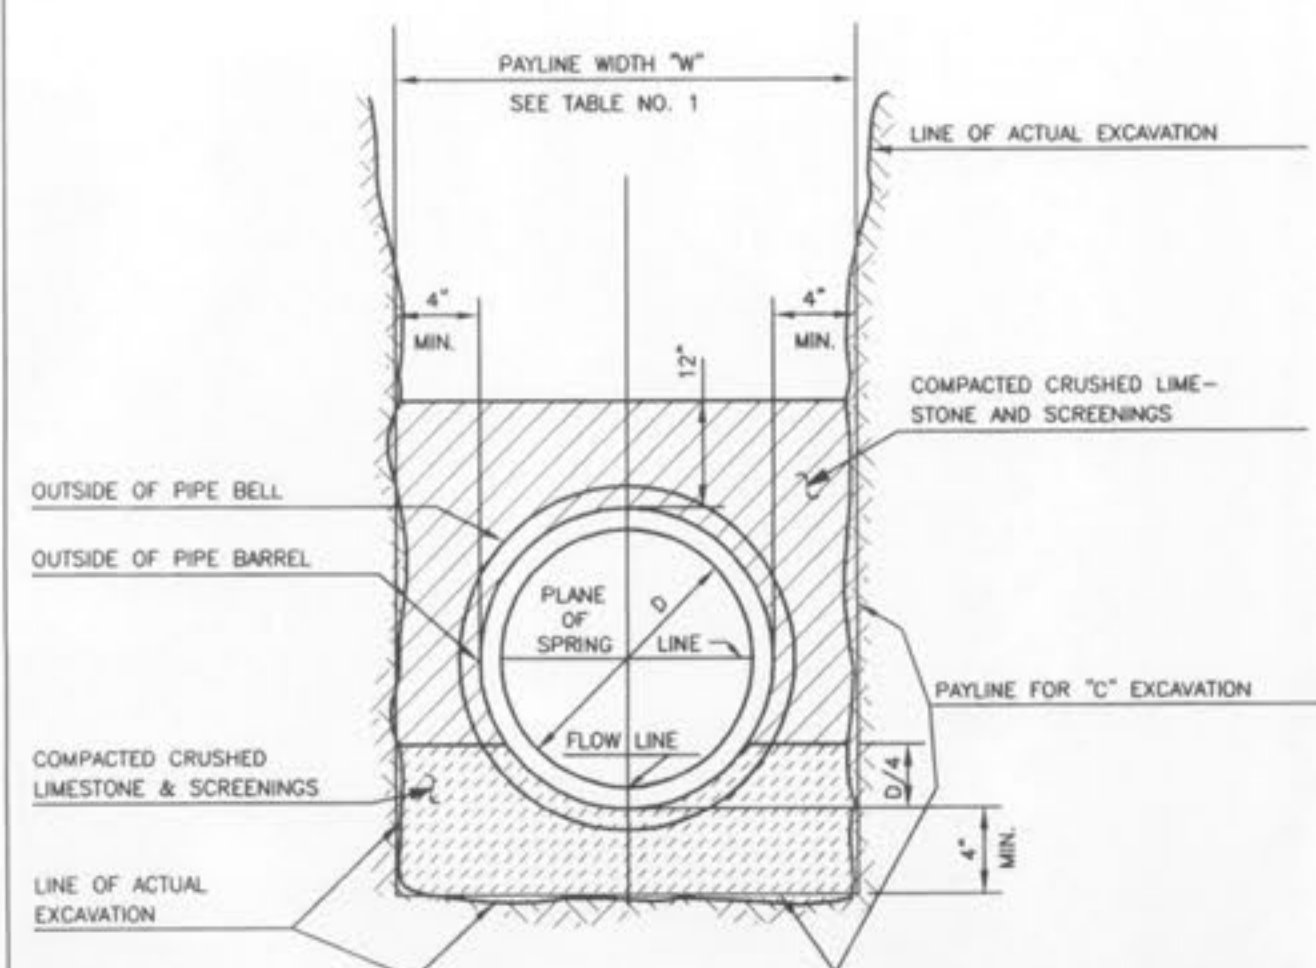 PAYLINE WIDTH "W"
SEE TABLE NO. 1
LINE OF ACTUAL EXCAVATION
4"
MIN.
4"
MIN.
12"
COMPACTED CRUSHED LIME-
STONE AND SCREENINGS
OUTSIDE OF PIPE BELL
OUTSIDE OF PIPE BARREL
PLANE
OF
SPRING LINE
D
PAYLINE FOR "C" EXCAVATION
FLOW LINE
COMPACTED CRUSHED
LIMESTONE & SCREENINGS
D/4
4"
MIN.
LINE OF ACTUAL
EXCAVATION